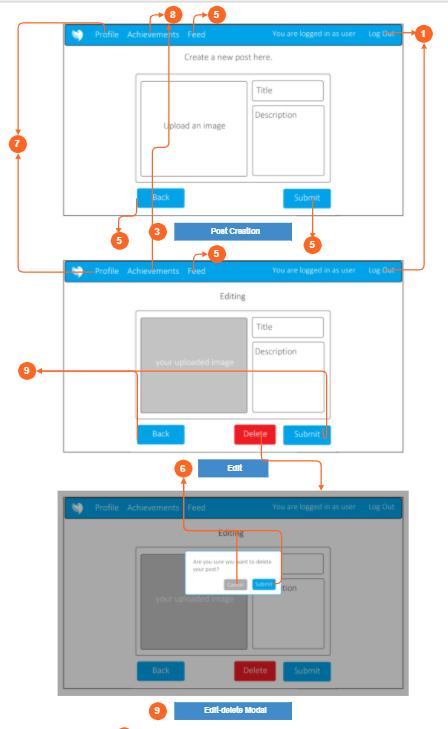 8
5
Profile Achievements Feed You are logged in as user Log Out
1
Create a new post here.
Upload an image
Title
Description
7
Back
Submit
5
3
Post Creation
5
5
Profile Achievements Feed You are logged in as user Log Out
Editing
your uploaded image
Title
Description
9
Back
Delete
Submit
6
Edit
Profile Achievements Feed You are logged in as user Log Out
Editing
Are you sure you want to delete
your post?
Cancel
Submit
your uploaded image
tion
Back
Delete
Submit
9
Edit-delete Modal